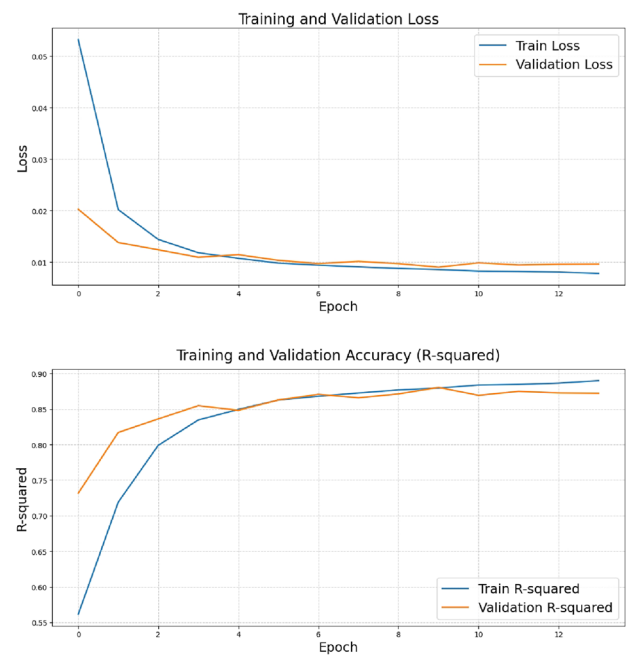 Training and Validation Loss
Train Loss
Validation Loss
0.05
0.04
0.03
0.02
0.01
Loss
0 2 4 6 8 10 12
Epoch
Training and Validation Accuracy (R-squared)
0.90
0.85
0.80
0.75
0.70
0.65
0.60
0.55
R-squared
Train R-squared
Validation R-squared
0 2 4 6 8 10 12
Epoch